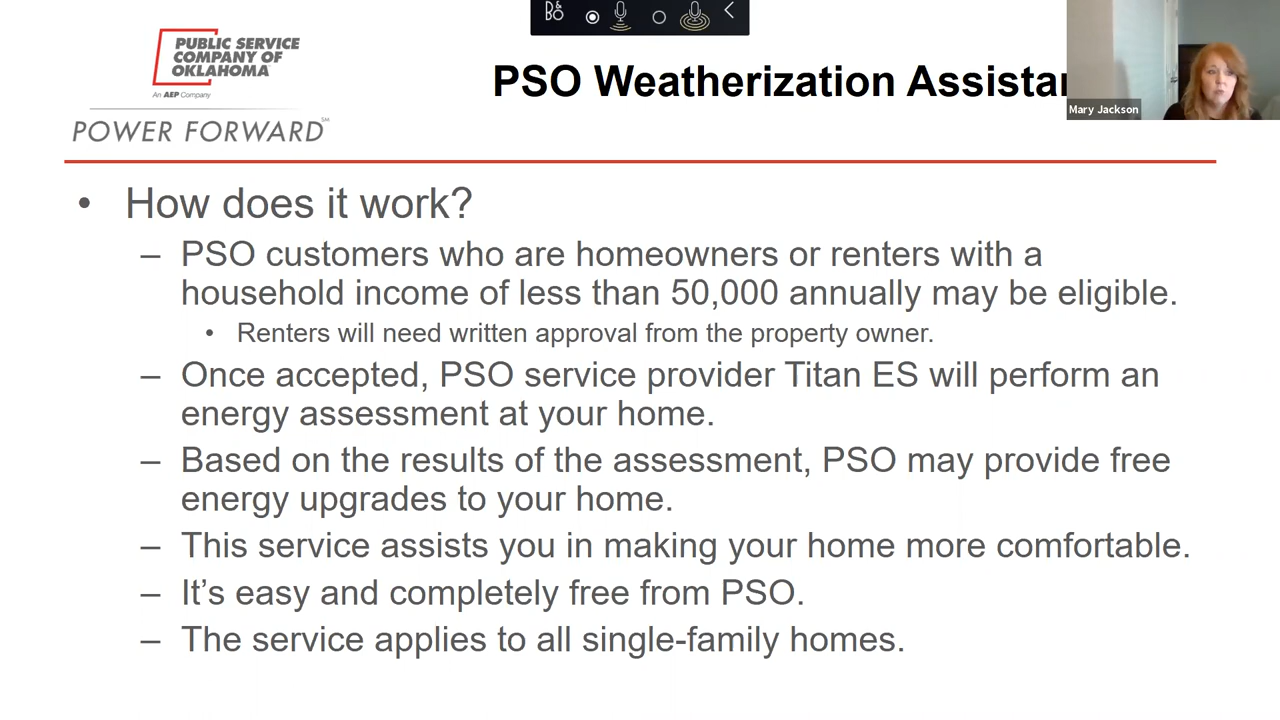 B&O
PUBLIC SERVICE
COMPANY OF
OKLAHOMA
An AEP Company
POWER FORWARD℠
PSO Weatherization Assistan
Mary Jackson
• How does it work?
– PSO customers who are homeowners or renters with a
household income of less than 50,000 annually may be eligible.
• Renters will need written approval from the property owner.
– Once accepted, PSO service provider Titan ES will perform an
energy assessment at your home.
– Based on the results of the assessment, PSO may provide free
energy upgrades to your home.
– This service assists you in making your home more comfortable.
– It’s easy and completely free from PSO.
– The service applies to all single-family homes.